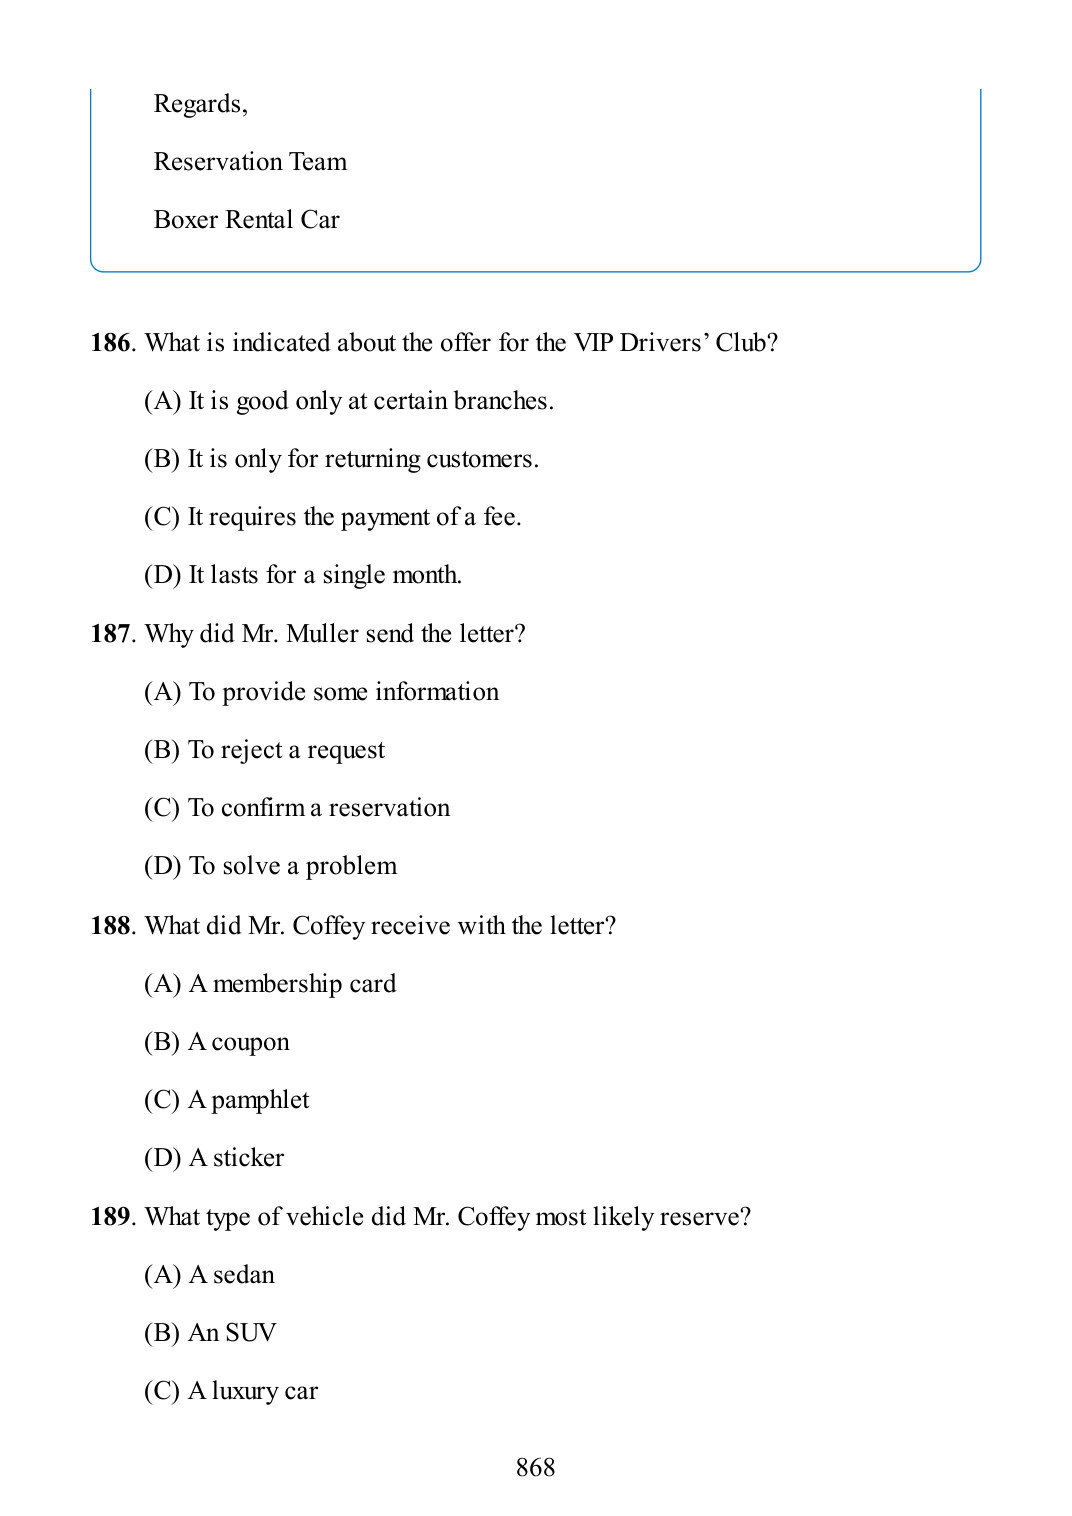 Regards,
Reservation Team
Boxer Rental Car
186. What is indicated about the offer for the VIP Drivers’ Club?
(A) It is good only at certain branches.
(B) It is only for returning customers.
(C) It requires the payment of a fee.
(D) It lasts for a single month.
187. Why did Mr. Muller send the letter?
(A) To provide some information
(B) To reject a request
(C) To confirm a reservation
(D) To solve a problem
188. What did Mr. Coffey receive with the letter?
(A) A membership card
(B) A coupon
(C) A pamphlet
(D) A sticker
189. What type of vehicle did Mr. Coffey most likely reserve?
(A) A sedan
(B) An SUV
(C) A luxury car
868